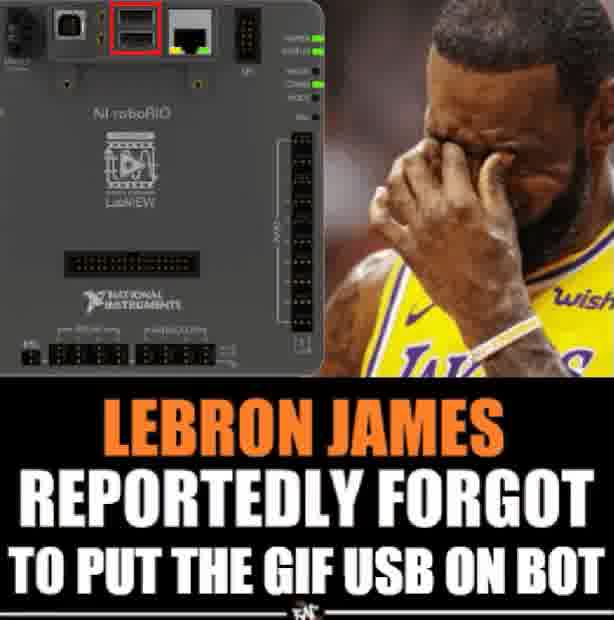 NI roboRIO
LabVIEW
NATIONAL
INSTRUMENTS
wish
LEBRON JAMES
REPORTEDLY FORGOT
TO PUT THE GIF USB ON BOT